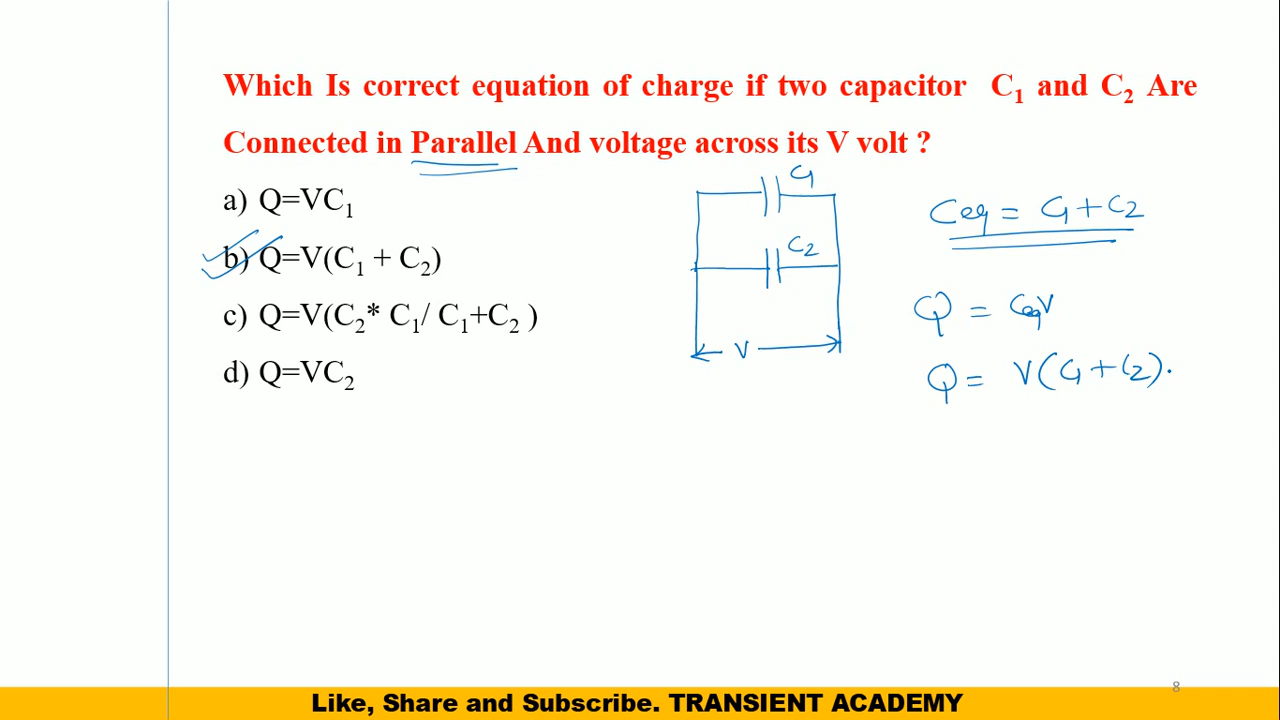 Which Is correct equation of charge if two capacitor C₁ and C₂ Are
Connected in Parallel And voltage across its V volt ?
a) Q=VC₁
b) Q=V(C₁ + C₂)
c) Q=V(C₂* C₁/ C₁+C₂ )
d) Q=VC₂
C₁
C₂
V
Ceq = C₁+C₂
Q = CeqV
Q = V(C₁+C₂).
8
Like, Share and Subscribe. TRANSIENT ACADEMY